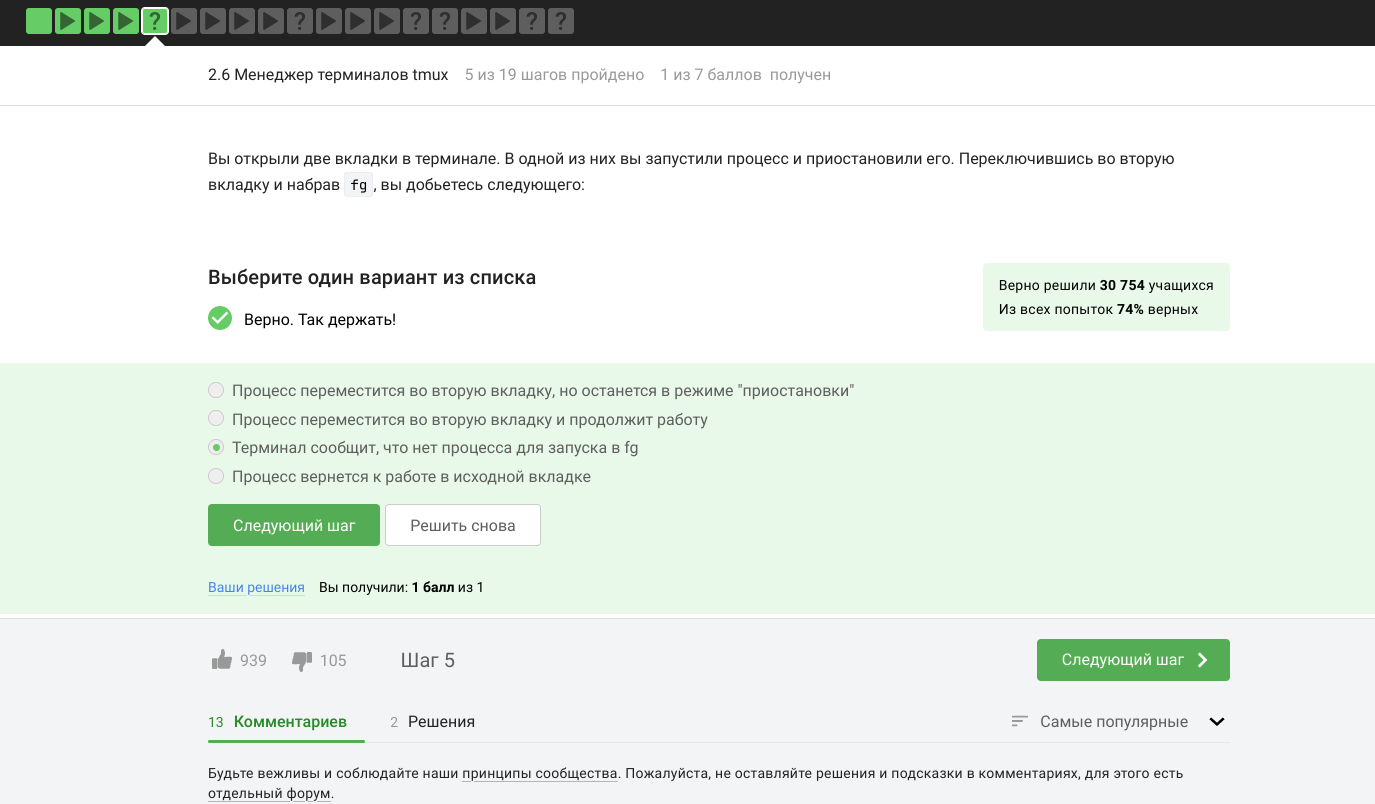 2.6 Менеджер терминалов tmux 5 из 19 шагов пройдено 1 из 7 баллов получен
Вы открыли две вкладки в терминале. В одной из них вы запустили процесс и приостановили его. Переключившись во вторую
вкладку и набрав fg, вы добьетесь следующего:
Выберите один вариант из списка
Верно. Так держать!
Верно решили 30 754 учащихся
Из всех попыток 74% верных
Процесс переместится во вторую вкладку, но останется в режиме "приостановки"
Процесс переместится во вторую вкладку и продолжит работу
Терминал сообщит, что нет процесса для запуска в fg
Процесс вернется к работе в исходной вкладке
Следующий шаг Решить снова
Ваши решения Вы получили: 1 балл из 1
939 105 Шаг 5 Следующий шаг
13 Комментариев 2 Решения Самые популярные
Будьте вежливы и соблюдайте наши принципы сообщества. Пожалуйста, не оставляйте решения и подсказки в комментариях, для этого есть
отдельный форум.